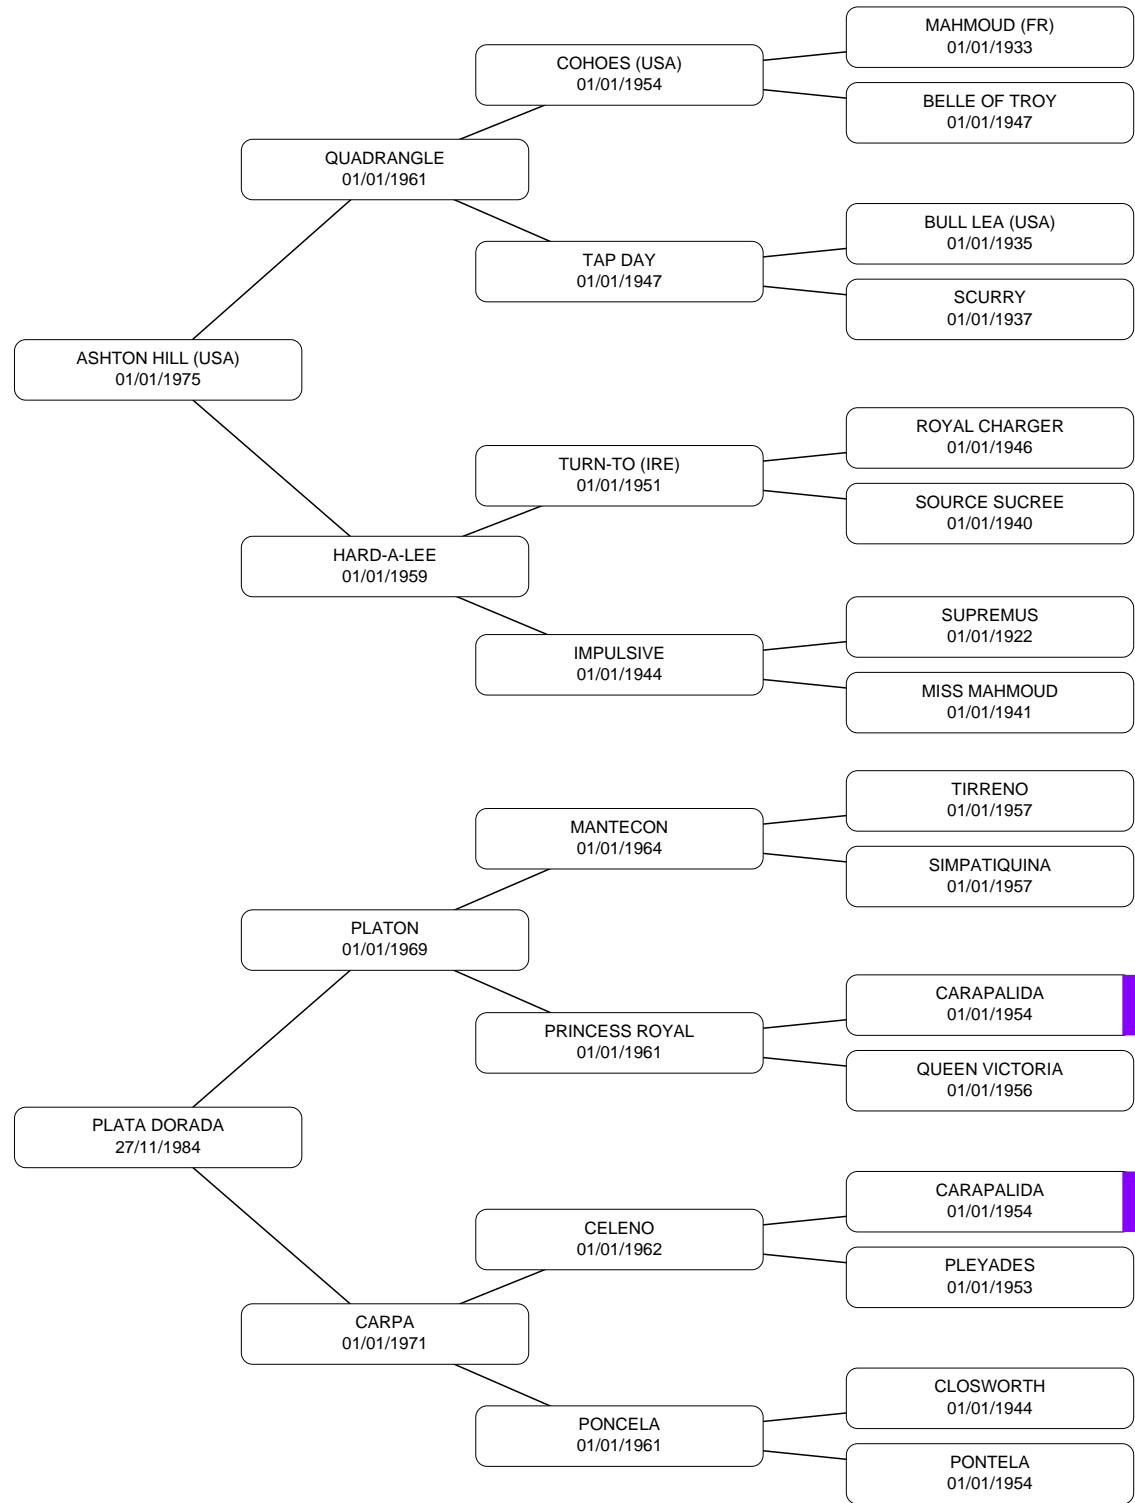 MAHMOUD (FR)
01/01/1933
COHOES (USA)
01/01/1954
BELLE OF TROY
01/01/1947
QUADRANGLE
01/01/1961
BULL LEA (USA)
01/01/1935
TAP DAY
01/01/1947
SCURRY
01/01/1937
ASHTON HILL (USA)
01/01/1975
ROYAL CHARGER
01/01/1946
TURN-TO (IRE)
01/01/1951
SOURCE SUCREE
01/01/1940
HARD-A-LEE
01/01/1959
SUPREMUS
01/01/1922
IMPULSIVE
01/01/1944
MISS MAHMOUD
01/01/1941
TIRRENO
01/01/1957
MANTECON
01/01/1964
SIMPATIQUINA
01/01/1957
PLATON
01/01/1969
CARAPALIDA
01/01/1954
PRINCESS ROYAL
01/01/1961
QUEEN VICTORIA
01/01/1956
PLATA DORADA
27/11/1984
CARAPALIDA
01/01/1954
CELENO
01/01/1962
PLEYADES
01/01/1953
CARPA
01/01/1971
CLOSWORTH
01/01/1944
PONCELA
01/01/1961
PONTELA
01/01/1954